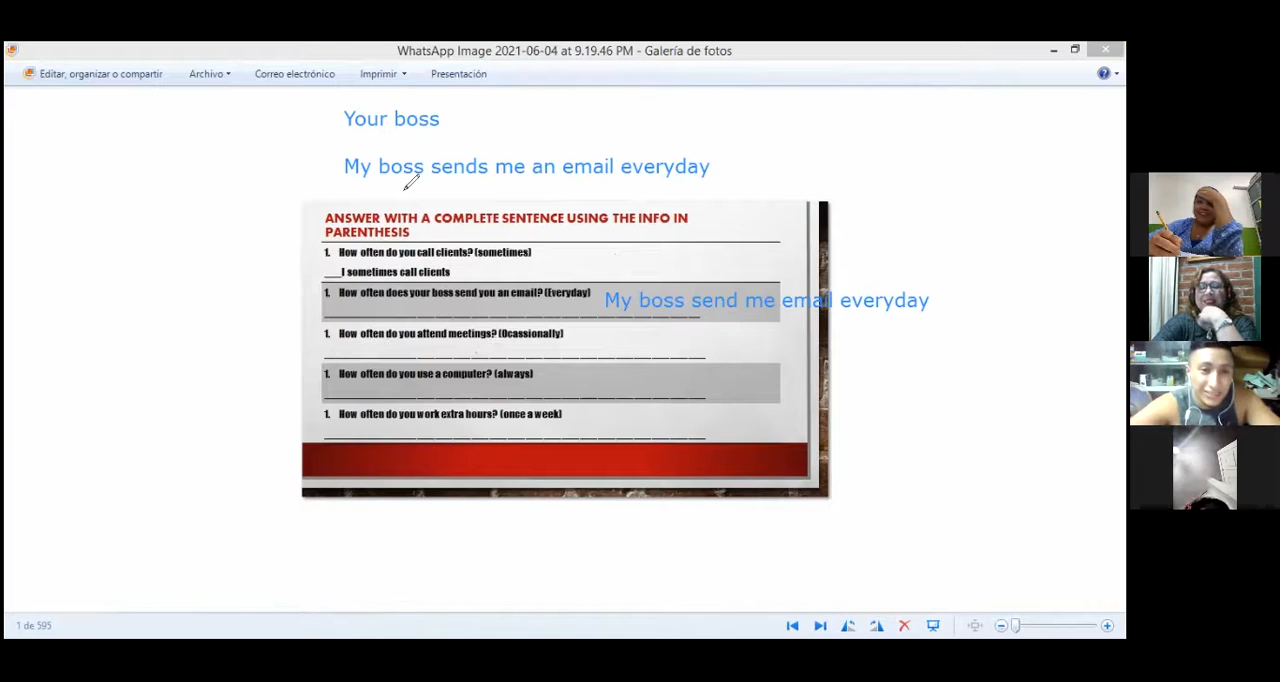 WhatsApp Image 2021-06-04 at 9.19.46 PM - Galería de fotos
Editar, organizar o compartir Archivo Correo electrónico Imprimir Presentación
Your boss
My boss sends me an email everyday
ANSWER WITH A COMPLETE SENTENCE USING THE INFO IN
PARENTHESIS
1. How often do you call clients? (sometimes)
___I sometimes call clients
1. How often does your boss send you an email? (Everyday)
My boss send me email everyday
1. How often do you attend meetings? (Ocassionally)
1. How often do you use a computer? (always)
1. How often do you work extra hours? (once a week)
1 de 595